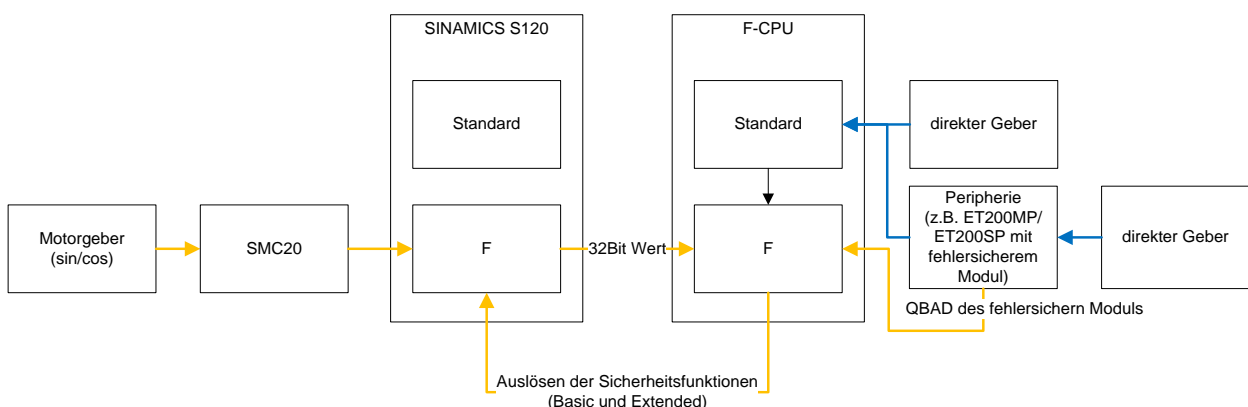 SINAMICS S120
F-CPU
Standard
Standard
direkter Geber
Motorgeber
(sin/cos)
SMC20
F
32Bit Wert
F
Peripherie
(z.B. ET200MP/
ET200SP mit
fehlersicherem
Modul)
direkter Geber
QBAD des fehlersichern Moduls
Auslösen der Sicherheitsfunktionen
(Basic und Extended)